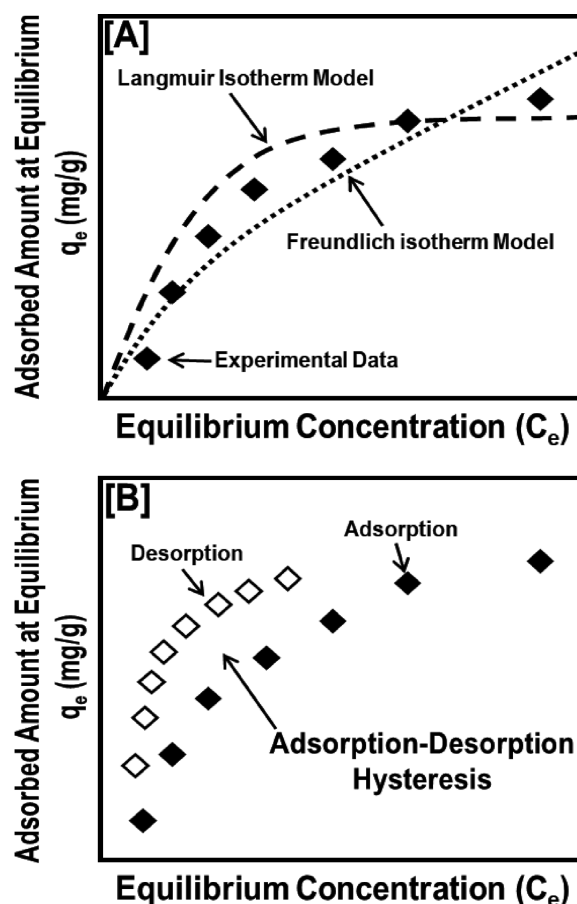 [A]
Langmuir Isotherm Model
Freundlich isotherm Model
Experimental Data
Adsorbed Amount at Equilibrium
qe (mg/g)
Equilibrium Concentration (Ce)
[B]
Desorption
Adsorption
Adsorption-Desorption
Hysteresis
Adsorbed Amount at Equilibrium
qe (mg/g)
Equilibrium Concentration (Ce)